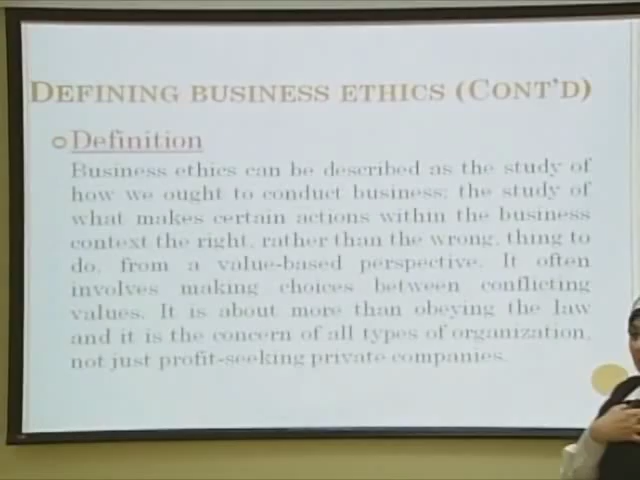 DEFINING BUSINESS ETHICS (CONT'D)
Definition
Business ethics can be described as the study of
how we ought to conduct business; the study of
what makes certain actions within the business
context the right, rather than the wrong, thing to
do, from a value-based perspective. It often
involves making choices between conflicting
values. It is about more than obeying the law
and it is the concern of all types of organization,
not just profit-seeking private companies.